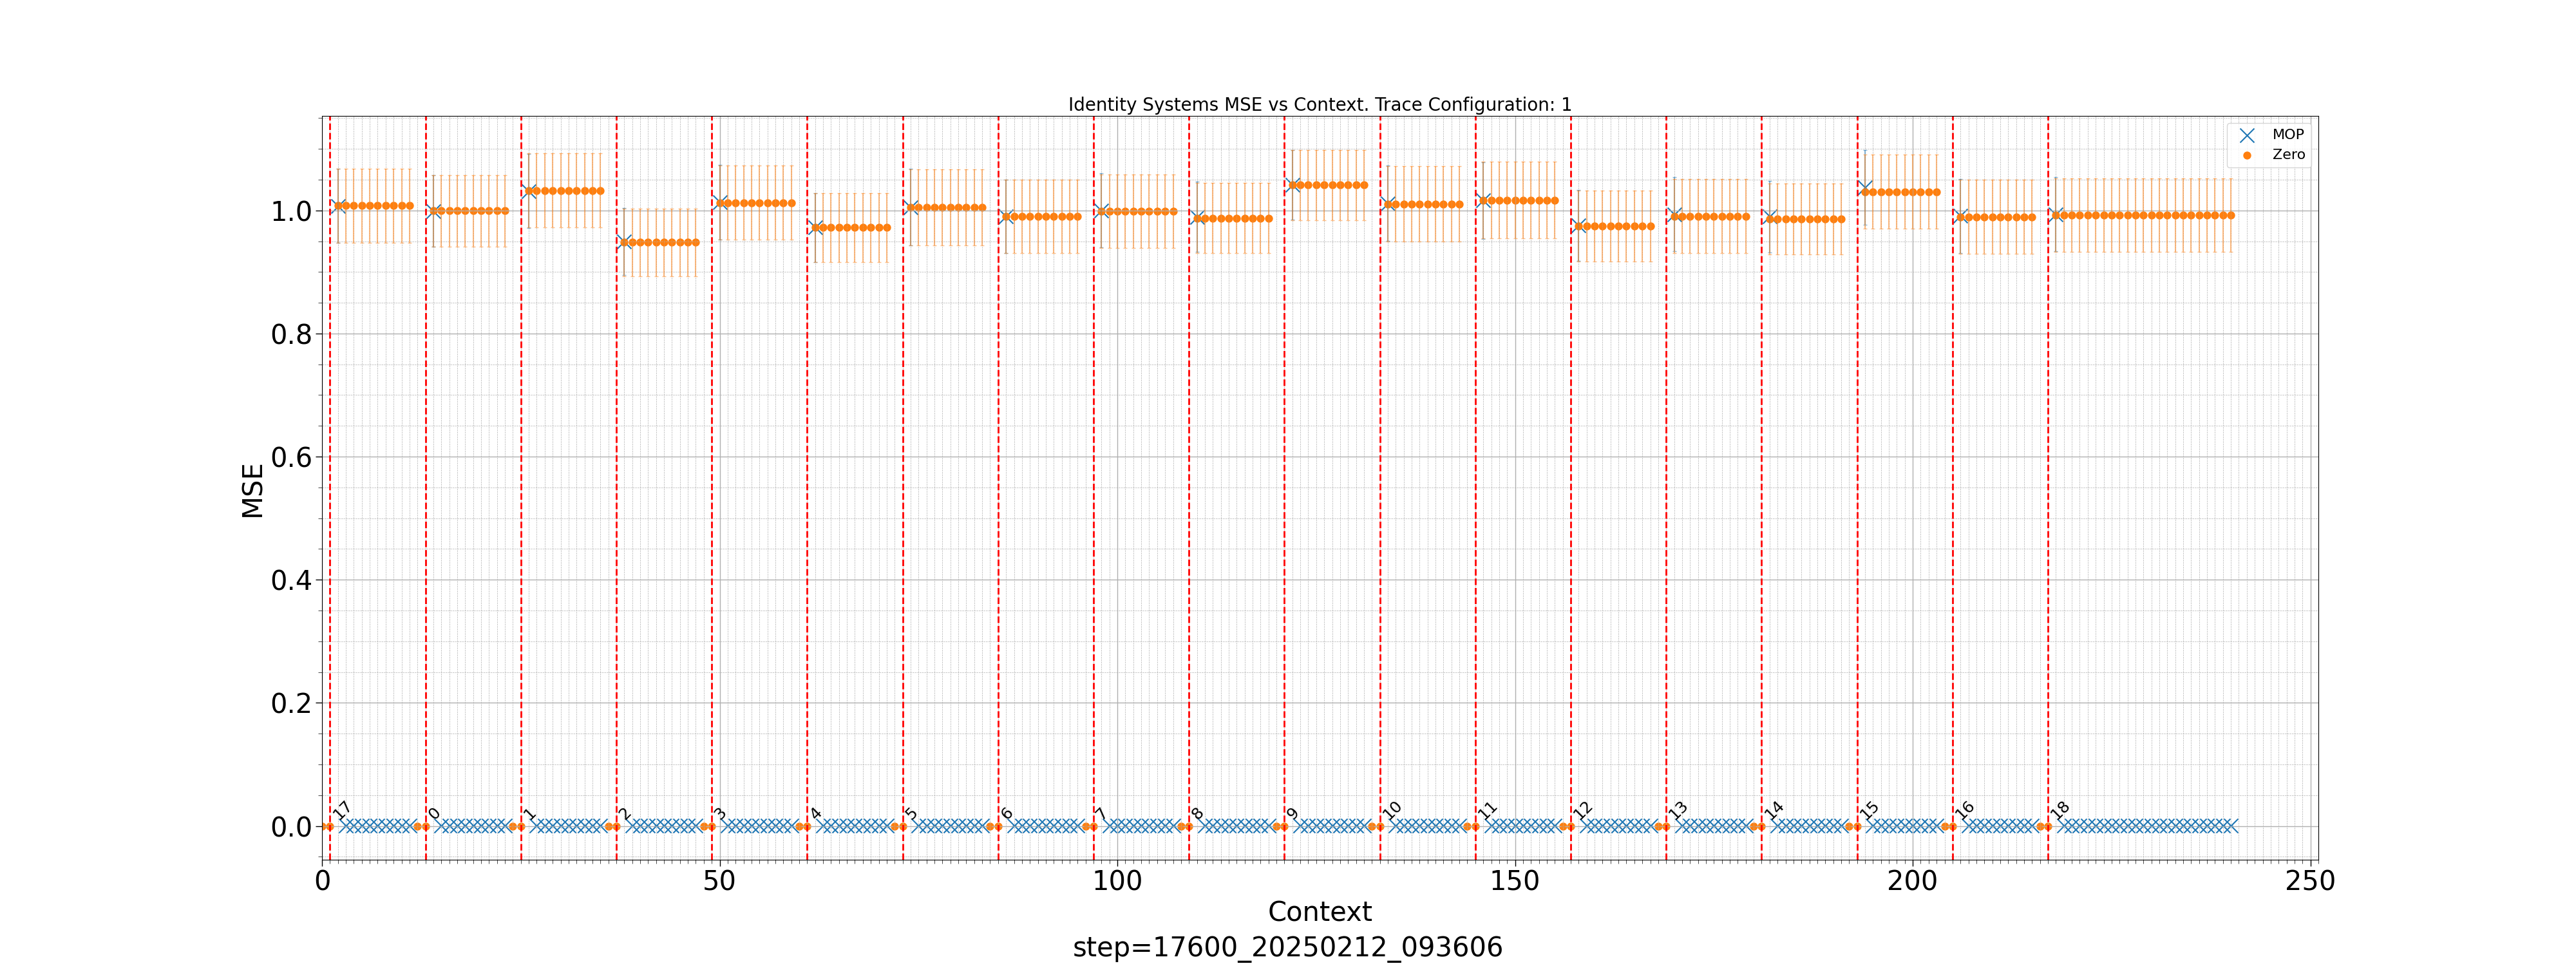 Identity Systems MSE vs Context. Trace Configuration: 1
MOP
Zero
1.0
0.8
0.6
0.4
0.2
0.0
MSE
17 0 1 2 3 4 5 6 7 8 9 10 11 12 13 14 15 16 18
0 50 100 150 200 250
Context
step=17600_20250212_093606